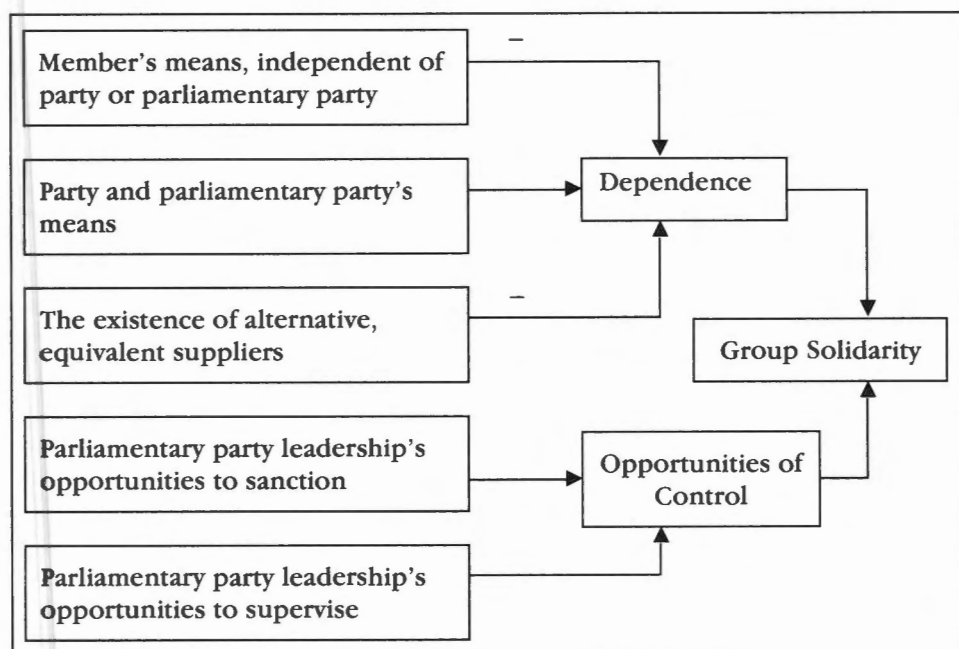 –
Member's means, independent of
party or parliamentary party
Party and parliamentary party's
means
Dependence
–
The existence of alternative,
equivalent suppliers
Group Solidarity
Parliamentary party leadership's
opportunities to sanction
Opportunities of
Control
Parliamentary party leadership's
opportunities to supervise